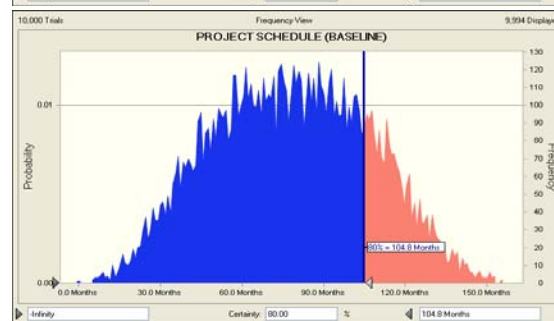 10,000 Trials Frequency View 9,994 Displaye
PROJECT SCHEDULE (BASELINE)
Probability
0.01
0.00
130
120
110
100
90
80
70
60
50
40
30
20
10
0
Frequency
80% = 104.8 Months
0.0 Months 30.0 Months 60.0 Months 90.0 Months 120.0 Months 150.0 Months
-Infinity Certainty: 80.00 % 104.8 Months